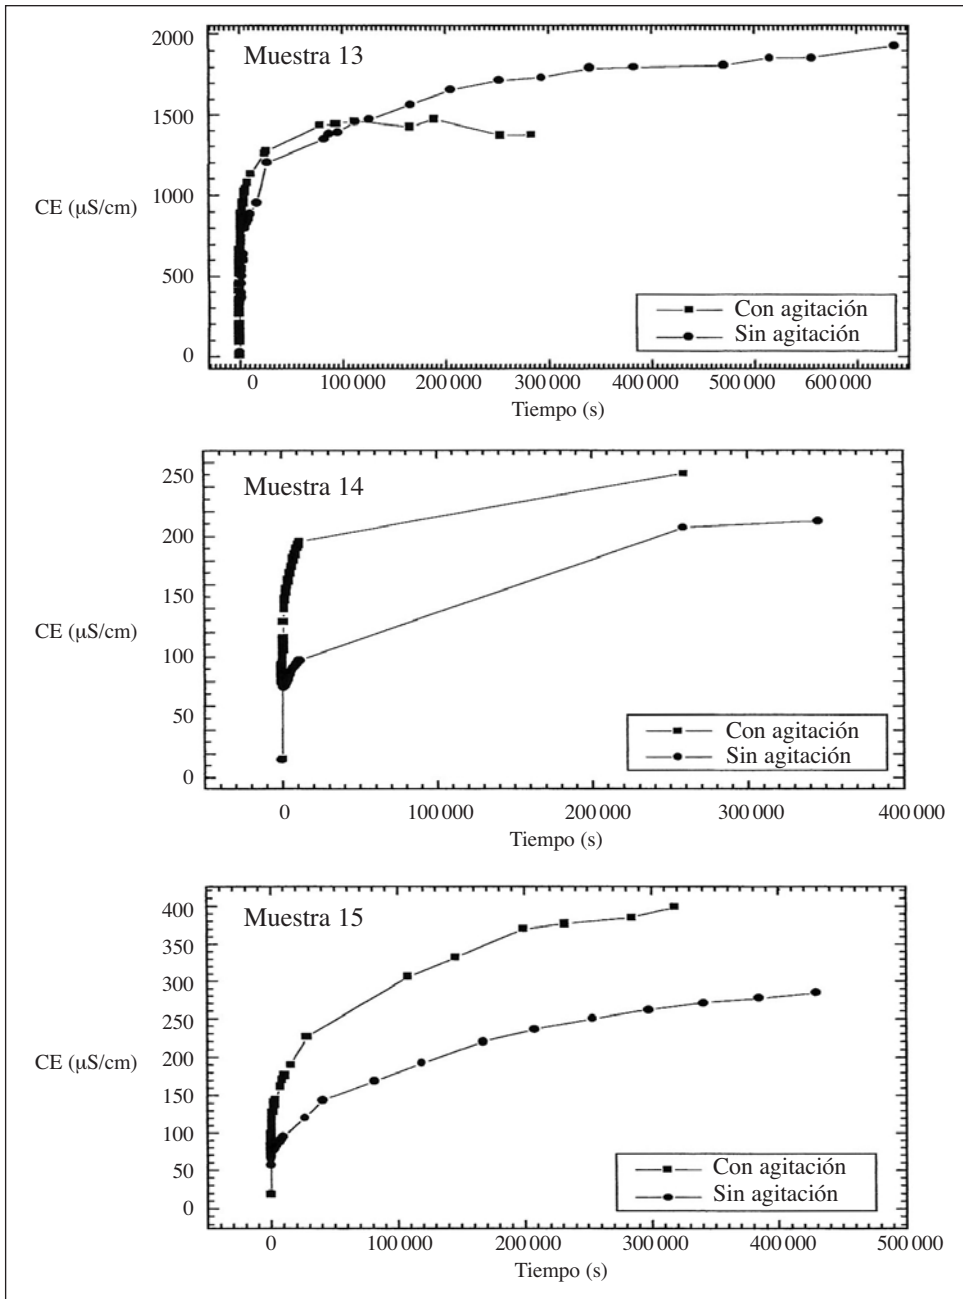 Muestra 13
2000
1500
CE (µS/cm)
1000
500
0
Con agitación
Sin agitación
0 100 000 200 000 300 000 400 000 500 000 600 000
Tiempo (s)
Muestra 14
250
200
150
CE (µS/cm)
100
50
0
Con agitación
Sin agitación
0 100 000 200 000 300 000 400 000
Tiempo (s)
Muestra 15
400
350
300
250
CE (µS/cm)
200
150
100
50
0
Con agitación
Sin agitación
0 100 000 200 000 300 000 400 000 500 000
Tiempo (s)